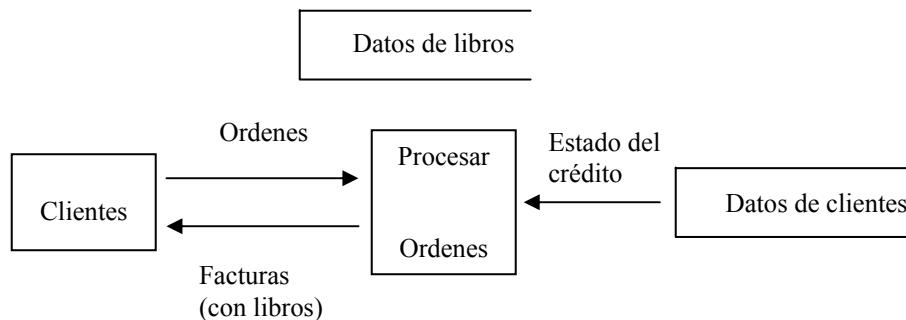 Datos de libros
Ordenes
Clientes
Facturas
(con libros)
Procesar
Ordenes
Estado del
crédito
Datos de clientes